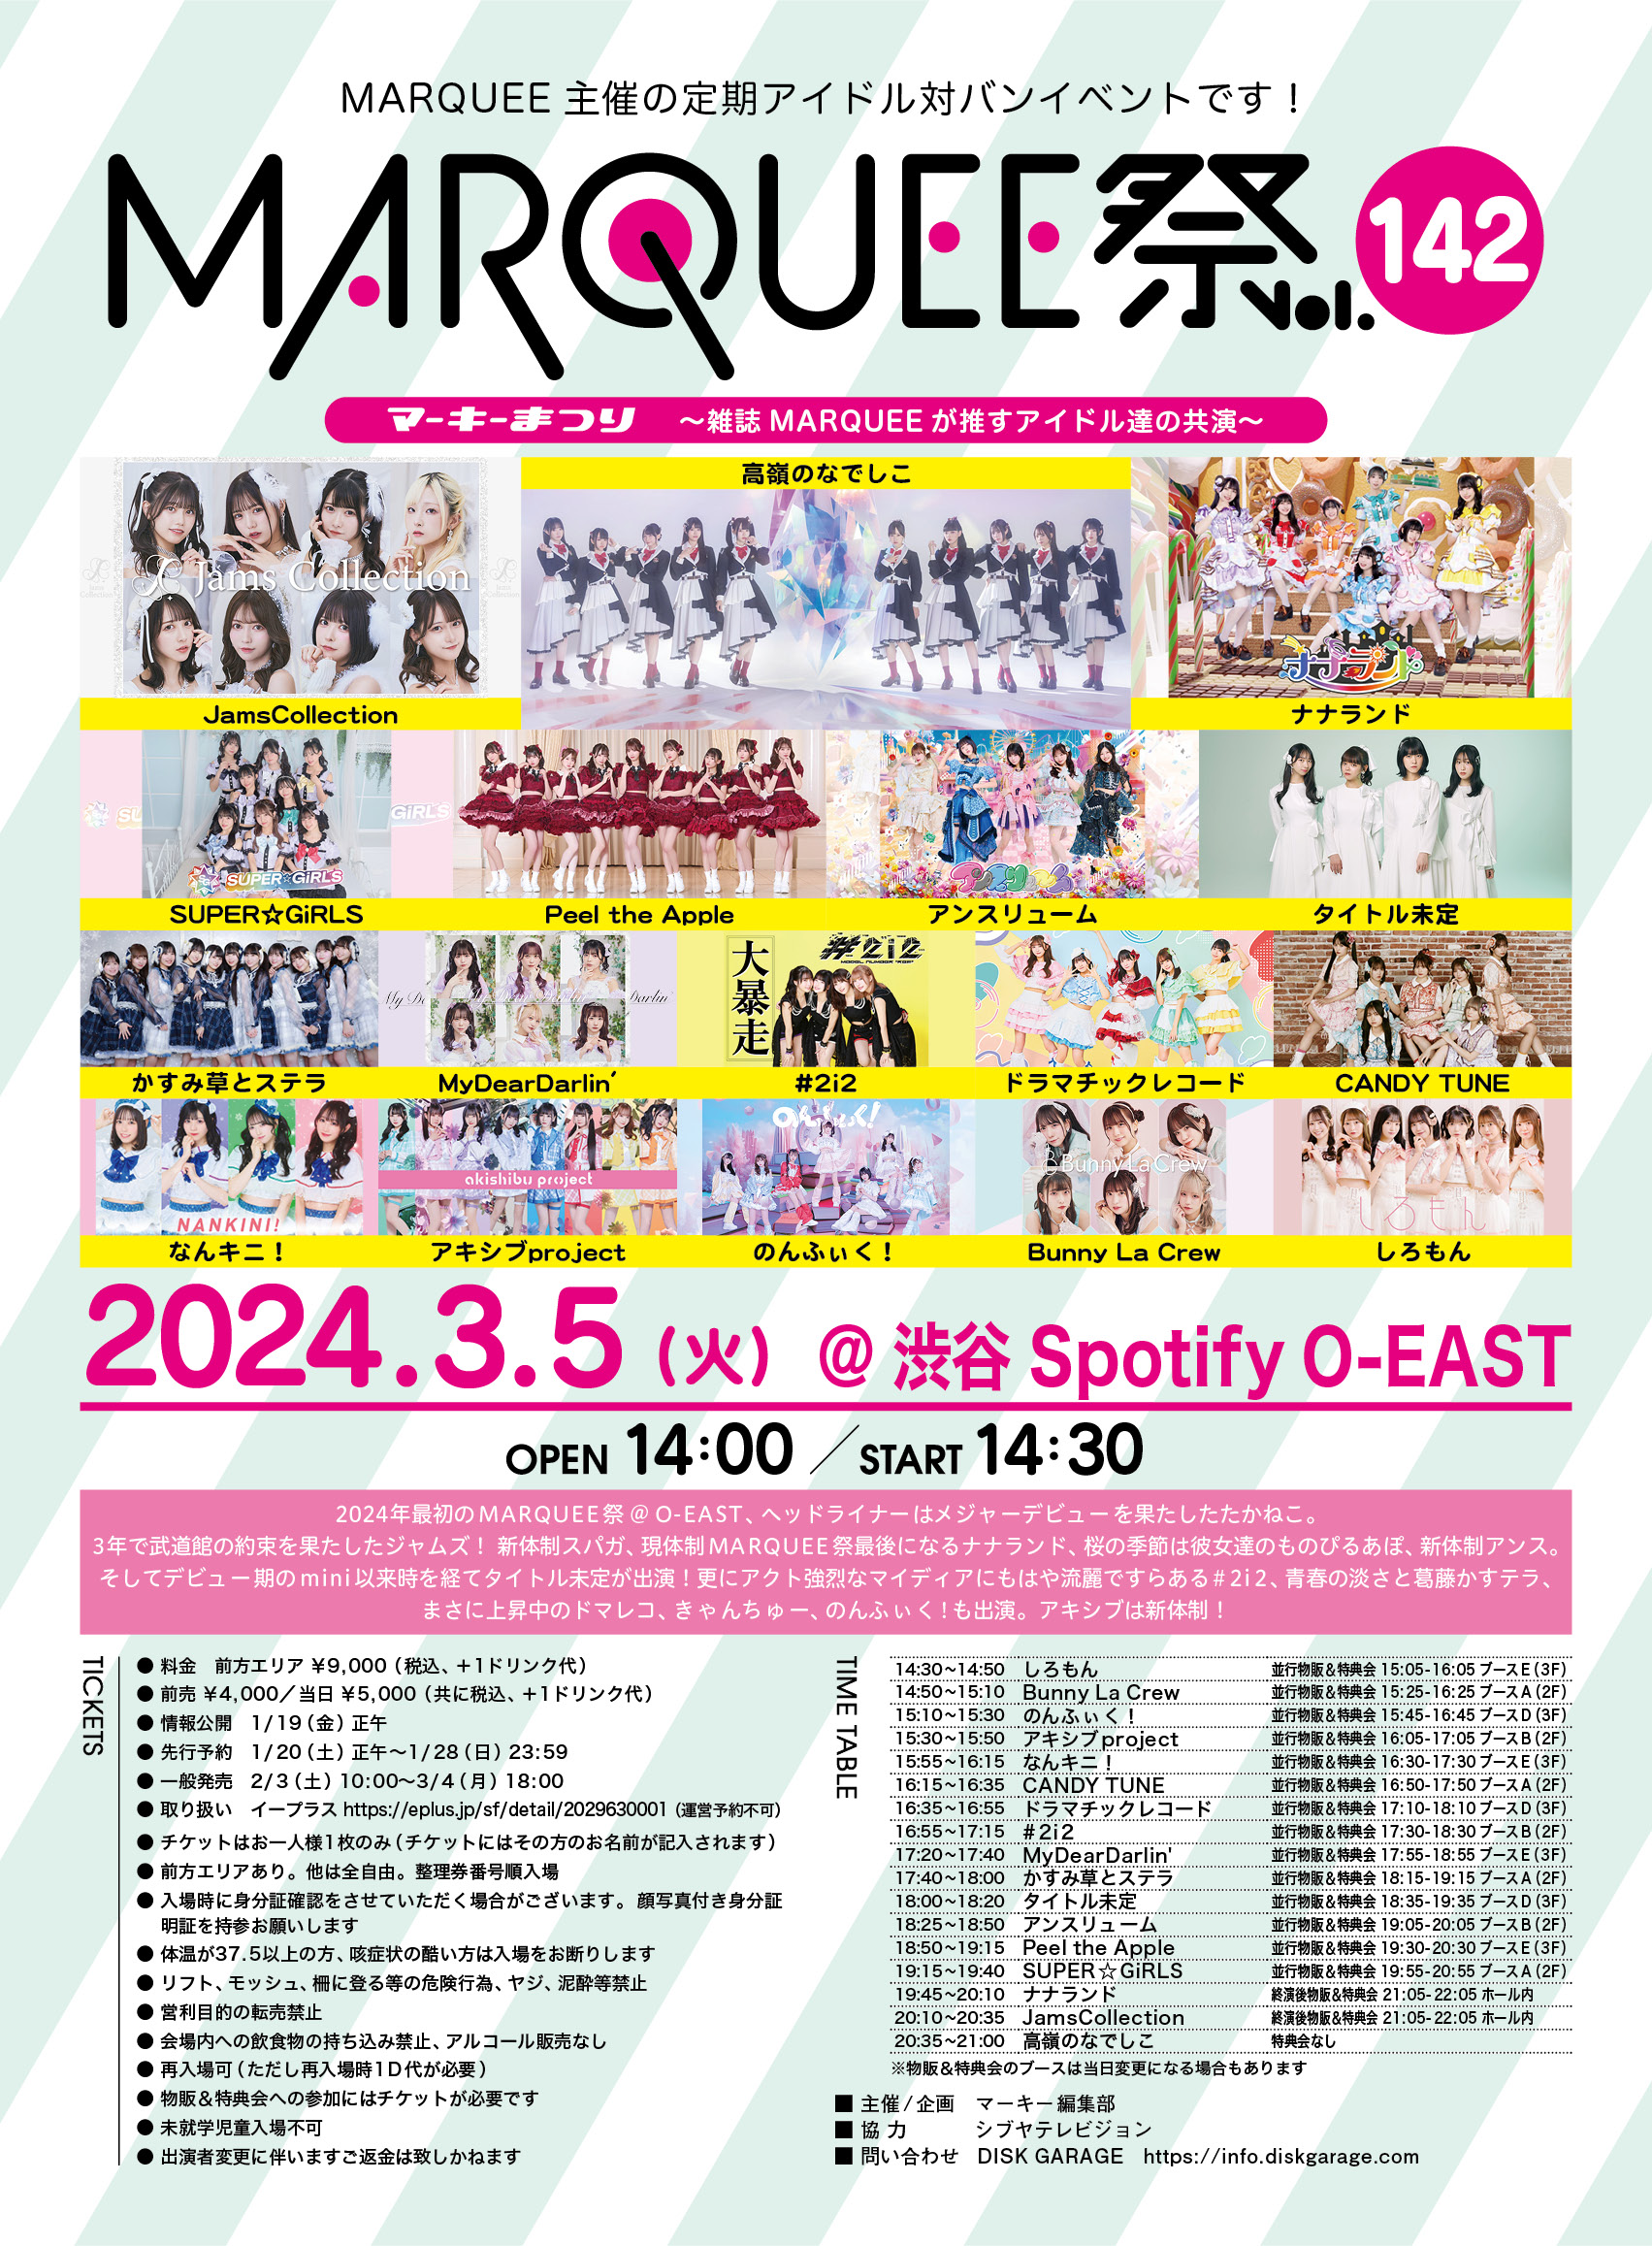 MARQUEE 主催の定期アイドル対バンイベントです！
MARQUEE祭 Vol. 142
マーキーまつり　～雑誌 MARQUEE が推すアイドル達の共演～
高嶺のなでしこ
Jams Collection
ナナランド
JamsCollection
ナナランド
SUPER☆GiRLS
アンスリューム
SUPER☆GiRLS
Peel the Apple
アンスリューム
タイトル未定
My Dear Darlin'
大暴走
#2i2
かすみ草とステラ
MyDearDarlin'
#2i2
ドラマチックレコード
CANDY TUNE
NANKINI!
akishibu project
のんふぃく！
Bunny La Crew
しろもん
なんキニ！
アキシブproject
のんふぃく！
Bunny La Crew
しろもん
2024.3.5（火）@ 渋谷 Spotify O-EAST
OPEN 14:00 ／ START 14:30
2024年最初のMARQUEE祭 @ O-EAST、ヘッドライナーはメジャーデビューを果たしたたかねこ。
3年で武道館の約束を果たしたジャムズ！ 新体制スパガ、現体制MARQUEE祭最後になるナナランド、桜の季節は彼女達のものぴるあぽ、新体制アンス。
そしてデビュー期のmini以来時を経てタイトル未定が出演！更にアクト強烈なマイディアにもはや流麗ですらある#2i2、青春の淡さと葛藤かすテラ、
まさに上昇中のドマレコ、きゃんちゅー、のんふぃく！も出演。アキシブは新体制！
TICKETS
● 料金　前方エリア ¥9,000（税込、＋1ドリンク代）
● 前売 ¥4,000／当日 ¥5,000（共に税込、＋1ドリンク代）
● 情報公開　1/19（金）正午
● 先行予約　1/20（土）正午～1/28（日）23:59
● 一般発売　2/3（土）10:00～3/4（月）18:00
● 取り扱い　イープラス https://eplus.jp/sf/detail/2029630001（運営予約不可）
● チケットはお一人様1枚のみ（チケットにはその方のお名前が記入されます）
● 前方エリアあり。他は全自由。整理券番号順入場
● 入場時に身分証確認をさせていただく場合がございます。顔写真付き身分証
明証を持参お願いします
● 体温が37.5以上の方、咳症状の酷い方は入場をお断りします
● リフト、モッシュ、柵に登る等の危険行為、ヤジ、泥酔等禁止
● 営利目的の転売禁止
● 会場内への飲食物の持ち込み禁止、アルコール販売なし
● 再入場可（ただし再入場時1D代が必要）
● 物販＆特典会への参加にはチケットが必要です
● 未就学児童入場不可
● 出演者変更に伴いますご返金は致しかねます
TIME TABLE
14:30~14:50 しろもん 並行物販＆特典会 15:05-16:05 ブースE（3F）
14:50~15:10 Bunny La Crew 並行物販＆特典会 15:25-16:25 ブースA（2F）
15:10~15:30 のんふぃく！ 並行物販＆特典会 15:45-16:45 ブースD（3F）
15:30~15:50 アキシブproject 並行物販＆特典会 16:05-17:05 ブースB（2F）
15:55~16:15 なんキニ！ 並行物販＆特典会 16:30-17:30 ブースE（3F）
16:15~16:35 CANDY TUNE 並行物販＆特典会 16:50-17:50 ブースA（2F）
16:35~16:55 ドラマチックレコード 並行物販＆特典会 17:10-18:10 ブースD（3F）
16:55~17:15 #2i2 並行物販＆特典会 17:30-18:30 ブースB（2F）
17:20~17:40 MyDearDarlin' 並行物販＆特典会 17:55-18:55 ブースE（3F）
17:40~18:00 かすみ草とステラ 並行物販＆特典会 18:15-19:15 ブースA（2F）
18:00~18:20 タイトル未定 並行物販＆特典会 18:35-19:35 ブースD（3F）
18:25~18:50 アンスリューム 並行物販＆特典会 19:05-20:05 ブースB（2F）
18:50~19:15 Peel the Apple 並行物販＆特典会 19:30-20:30 ブースE（3F）
19:15~19:40 SUPER☆GiRLS 並行物販＆特典会 19:55-20:55 ブースA（2F）
19:45~20:10 ナナランド 終演後物販＆特典会 21:05-22:05 ホール内
20:10~20:35 JamsCollection 終演後物販＆特典会 21:05-22:05 ホール内
20:35~21:00 高嶺のなでしこ 特典会なし
※物販＆特典会のブースは当日変更になる場合もあります
■ 主催/企画　マーキー編集部
■ 協 力　シブヤテレビジョン
■ 問い合わせ　DISK GARAGE　https://info.diskgarage.com